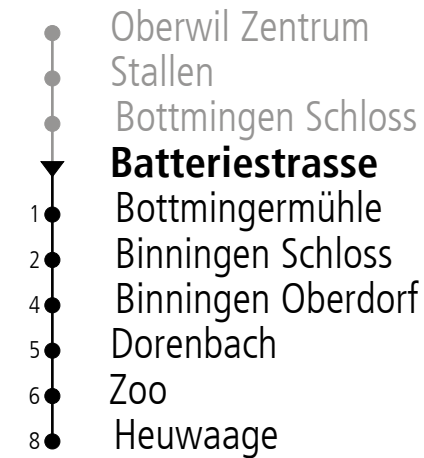 Oberwil Zentrum
Stallen
Bottmingen Schloss
Batteriestrasse
1 Bottmingermühle
2 Binningen Schloss
4 Binningen Oberdorf
5 Dorenbach
6 Zoo
8 Heuwaage